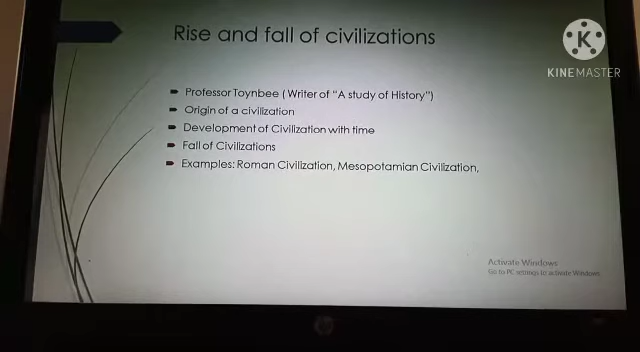 Rise and fall of civilizations
K
KINEMASTER
Professor Toynbee ( Writer of “A study of History”)
Origin of a civilization
Development of Civilization with time
Fall of Civilizations
Examples: Roman Civilization, Mesopotamian Civilization,
Activate Windows
Go to PC settings to activate Windows